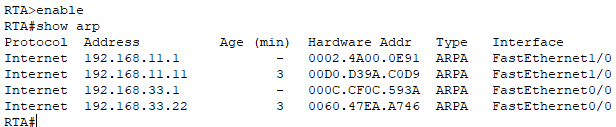 RTA>enable
RTA#show arp
Protocol  Address          Age (min)  Hardware Addr   Type   Interface
Internet  192.168.11.1            -   0002.4A00.0E91  ARPA   FastEthernet1/0
Internet  192.168.11.11           3   00D0.D39A.C0D9  ARPA   FastEthernet1/0
Internet  192.168.33.1            -   000C.CF0C.593A  ARPA   FastEthernet0/0
Internet  192.168.33.22           3   0060.47EA.A746  ARPA   FastEthernet0/0
RTA#